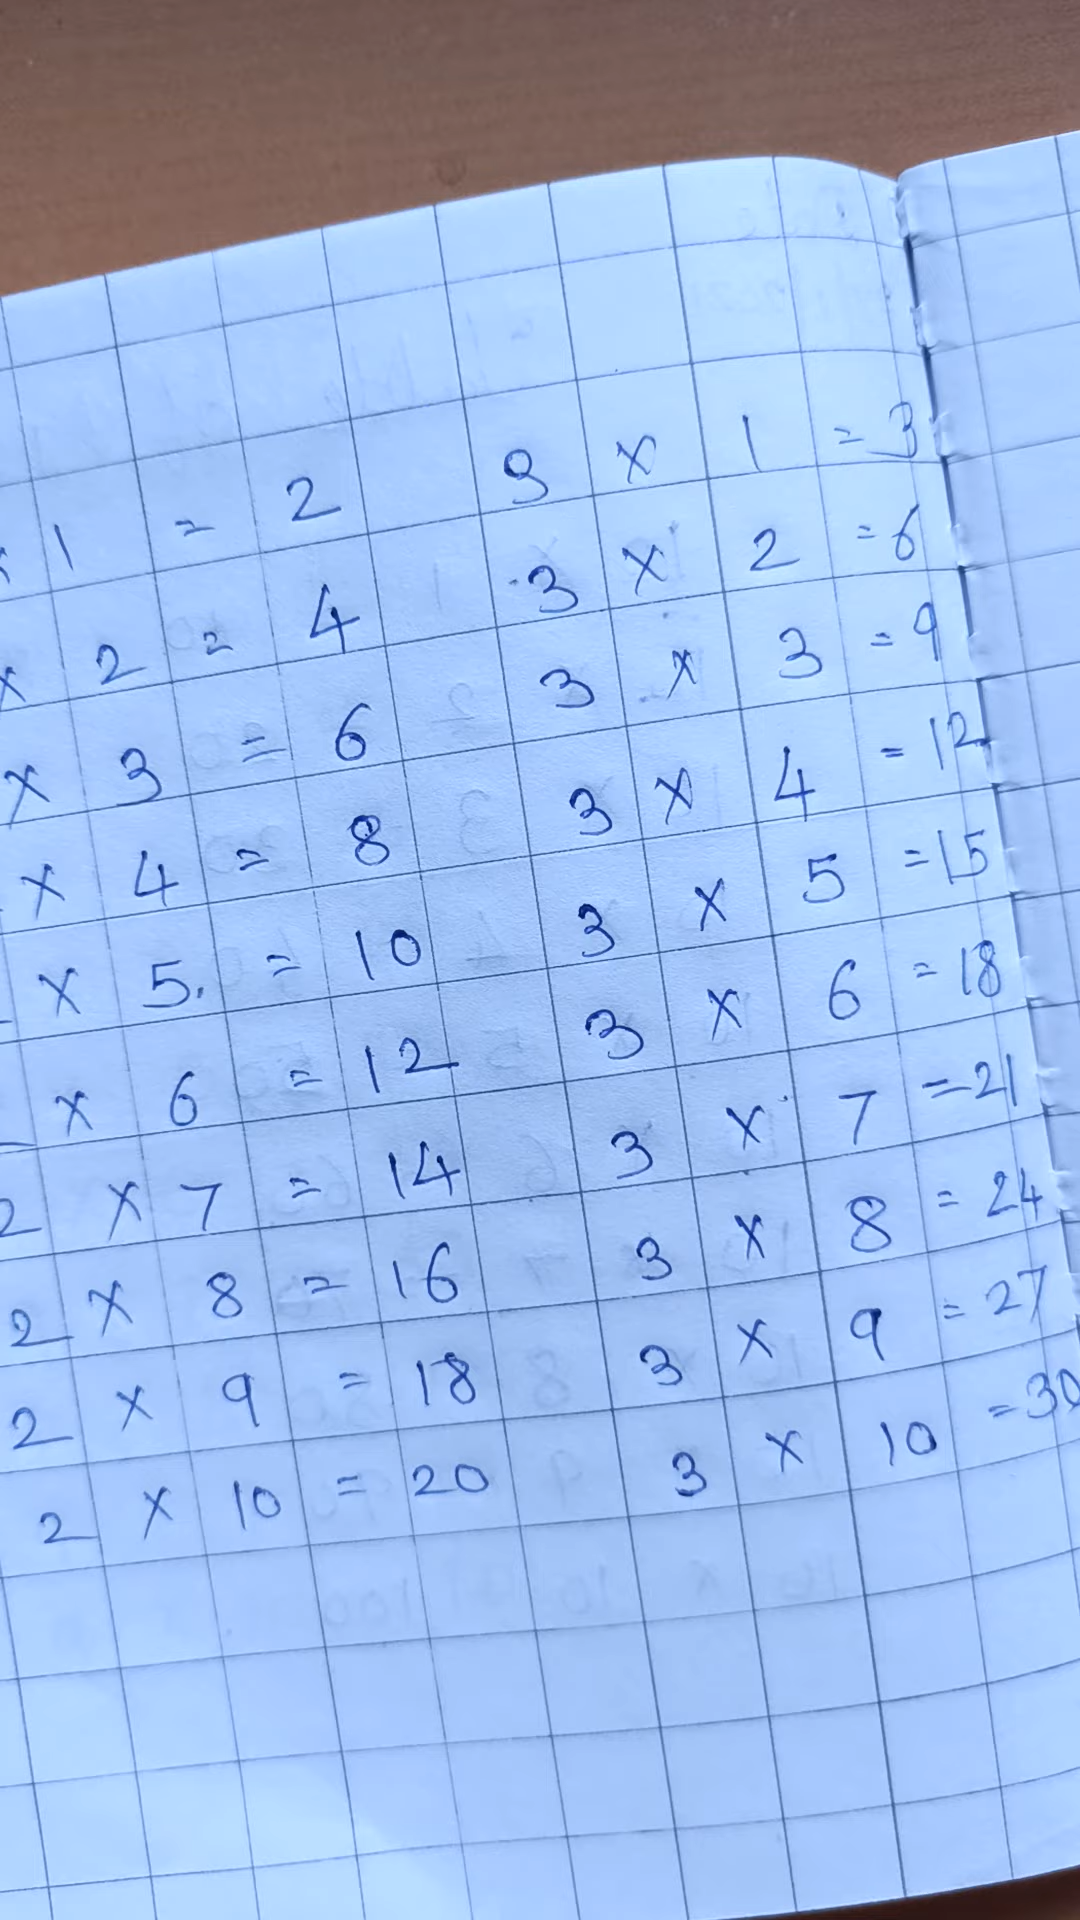 × 1 = 2 3 × 1 = 3
× 2 = 4 3 × 2 = 6
× 3 = 6 3 × 3 = 9
× 4 = 8 3 × 4 = 12
× 5. = 10 3 × 5 = 15
× 6 = 12 3 × 6 = 18
2 × 7 = 14 3 × 7 = 21
2 × 8 = 16 3 × 8 = 24
2 × 9 = 18 3 × 9 = 27
2 × 10 = 20 3 × 10 = 30